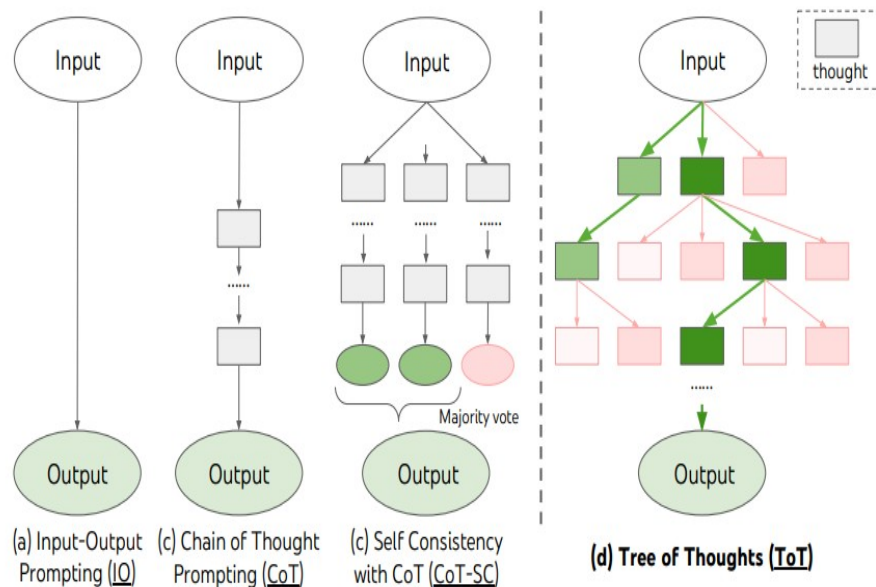 Input
Input
Input
Input
thought
......
......
......
......
......
Majority vote
Output
Output
Output
Output
(a) Input-Output
Prompting (IO)
(c) Chain of Thought
Prompting (CoT)
(c) Self Consistency
with CoT (CoT-SC)
(d) Tree of Thoughts (ToT)